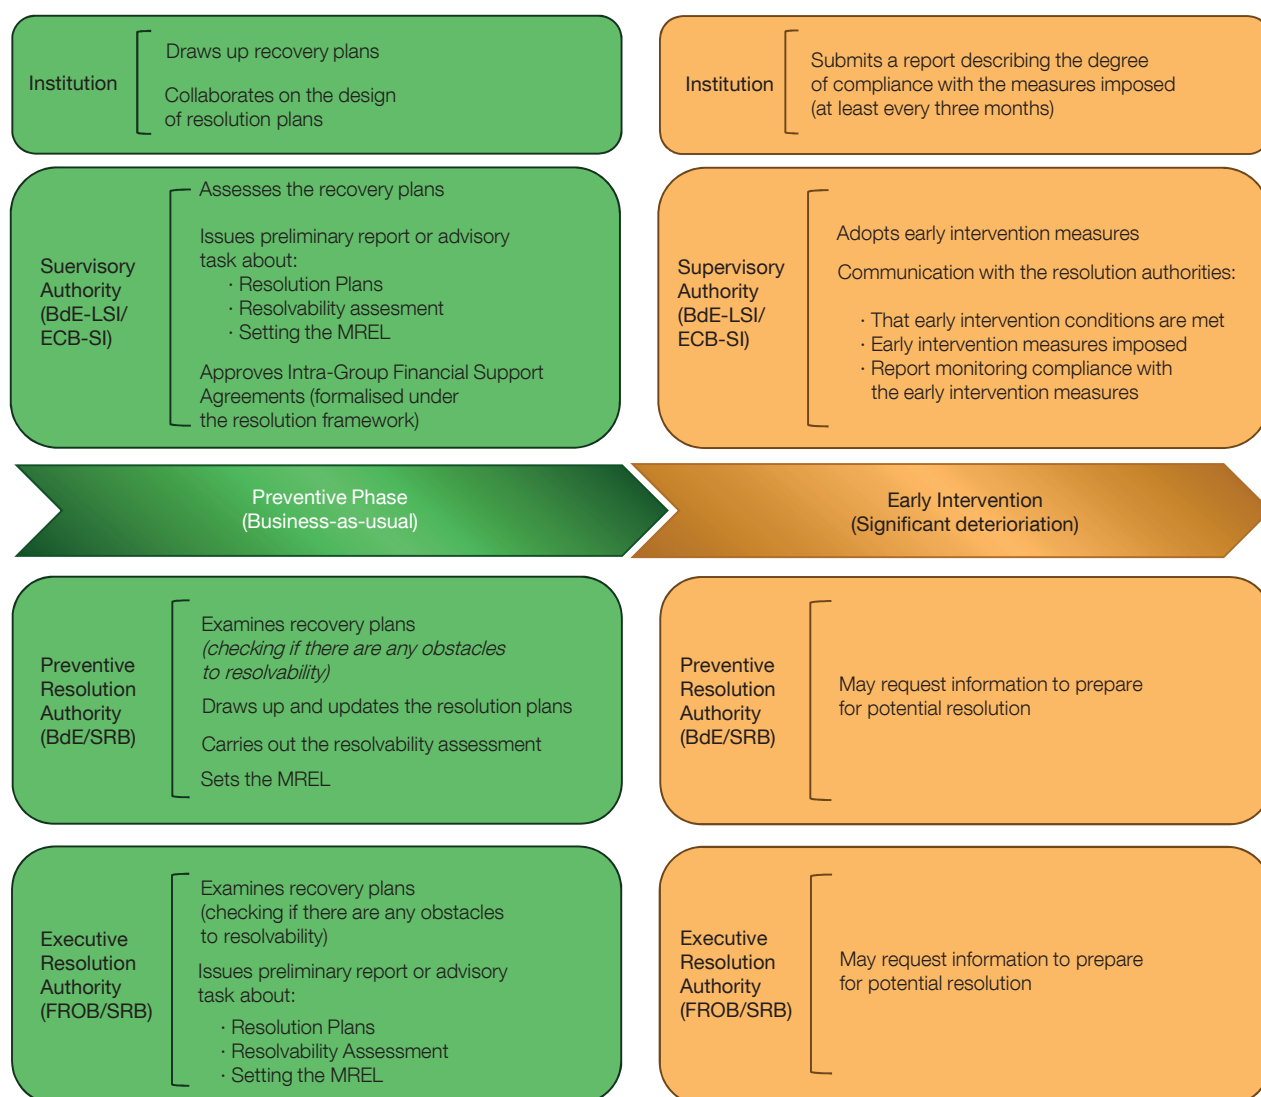 Institution
Draws up recovery plans
Collaborates on the design
of resolution plans
Institution
Submits a report describing the degree
of compliance with the measures imposed
(at least every three months)
Suervisory
Authority
(BdE-LSI/
ECB-SI)
Assesses the recovery plans
Issues preliminary report or advisory
task about:
· Resolution Plans
· Resolvability assesment
· Setting the MREL
Approves Intra-Group Financial Support
Agreements (formalised under
the resolution framework)
Supervisory
Authority
(BdE-LSI/
ECB-SI)
Adopts early intervention measures
Communication with the resolution authorities:
· That early intervention conditions are met
· Early intervention measures imposed
· Report monitoring compliance with
the early intervention measures
Preventive Phase
(Business-as-usual)
Early Intervention
(Significant deterioriation)
Preventive
Resolution
Authority
(BdE/SRB)
Examines recovery plans
(checking if there are any obstacles
to resolvability)
Draws up and updates the resolution plans
Carries out the resolvability assessment
Sets the MREL
Preventive
Resolution
Authority
(BdE/SRB)
May request information to prepare
for potential resolution
Executive
Resolution
Authority
(FROB/SRB)
Examines recovery plans
(checking if there are any obstacles
to resolvability)
Issues preliminary report or advisory
task about:
· Resolution Plans
· Resolvability Assessment
· Setting the MREL
Executive
Resolution
Authority
(FROB/SRB)
May request information to prepare
for potential resolution